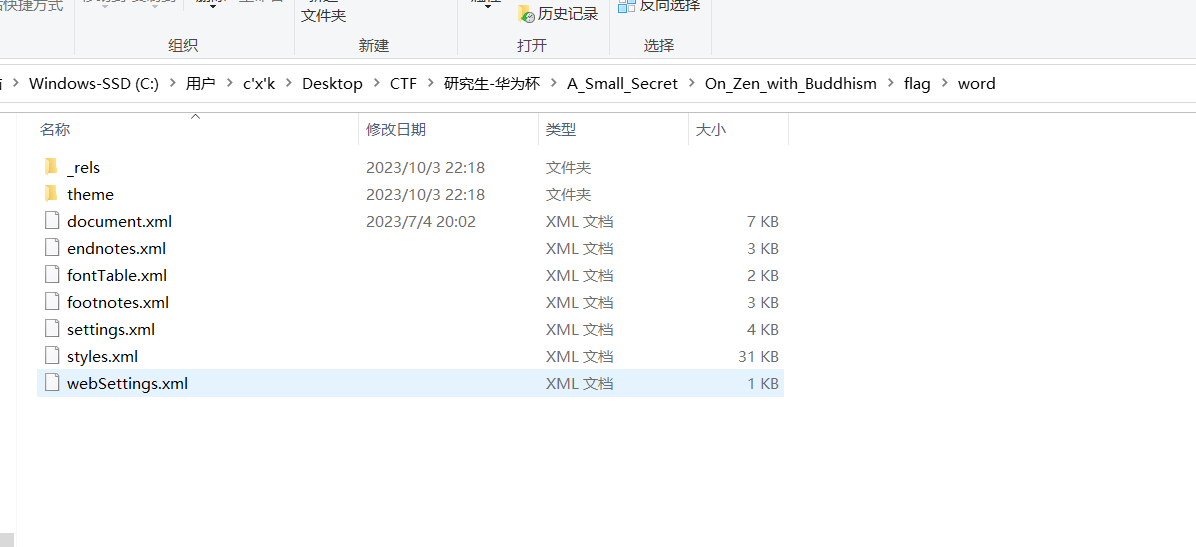 快捷方式
文件夹
历史记录
反向选择
组织 新建 打开 选择
Windows-SSD (C:) 用户 c'x'k Desktop CTF 研究生-华为杯 A_Small_Secret On_Zen_with_Buddhism flag word
名称 修改日期 类型 大小
_rels 2023/10/3 22:18 文件夹
theme 2023/10/3 22:18 文件夹
document.xml 2023/7/4 20:02 XML 文档 7 KB
endnotes.xml XML 文档 3 KB
fontTable.xml XML 文档 2 KB
footnotes.xml XML 文档 3 KB
settings.xml XML 文档 4 KB
styles.xml XML 文档 31 KB
webSettings.xml XML 文档 1 KB